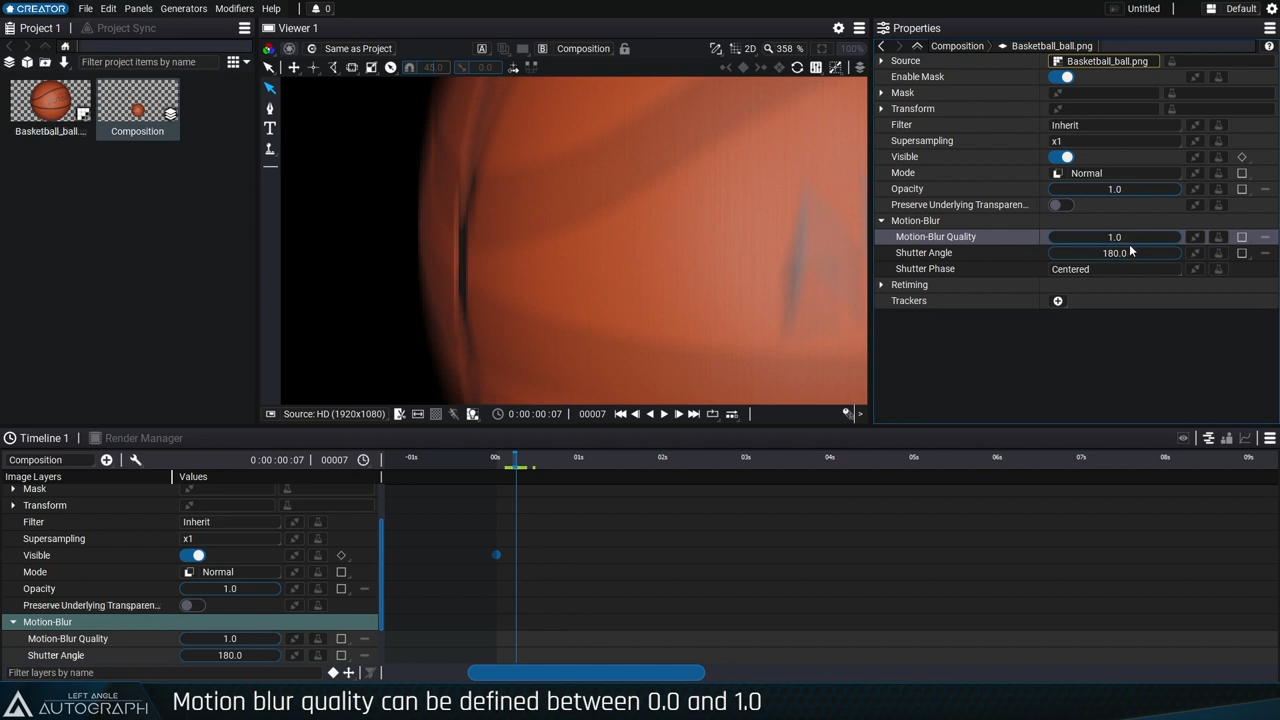 CREATOR File Edit Panels Generators Modifiers Help 0 Untitled Default
Project 1 Project Sync
Filter project items by name
Basketball_ball....
Composition
Viewer 1
Same as Project A B Composition 2D 358 % 100%
45.0 0.0
Source: HD (1920x1080) 0:00:00:07 00007
Properties
Composition Basketball_ball.png
Source Basketball_ball.png
Enable Mask
Mask
Transform
Filter Inherit
Supersampling x1
Visible
Mode Normal
Opacity 1.0
Preserve Underlying Transparen...
Motion-Blur
Motion-Blur Quality 1.0
Shutter Angle 180.0
Shutter Phase Centered
Retiming
Trackers
Timeline 1 Render Manager
Composition 0:00:00:07 00007
-01s 00s 01s 02s 03s 04s 05s 06s 07s 08s 09s
Image Layers Values
Mask
Transform
Filter Inherit
Supersampling x1
Visible
Mode Normal
Opacity 1.0
Preserve Underlying Transparen...
Motion-Blur
Motion-Blur Quality 1.0
Shutter Angle 180.0
Filter layers by name
LEFT ANGLE
AUTOGRAPH
Motion blur quality can be defined between 0.0 and 1.0